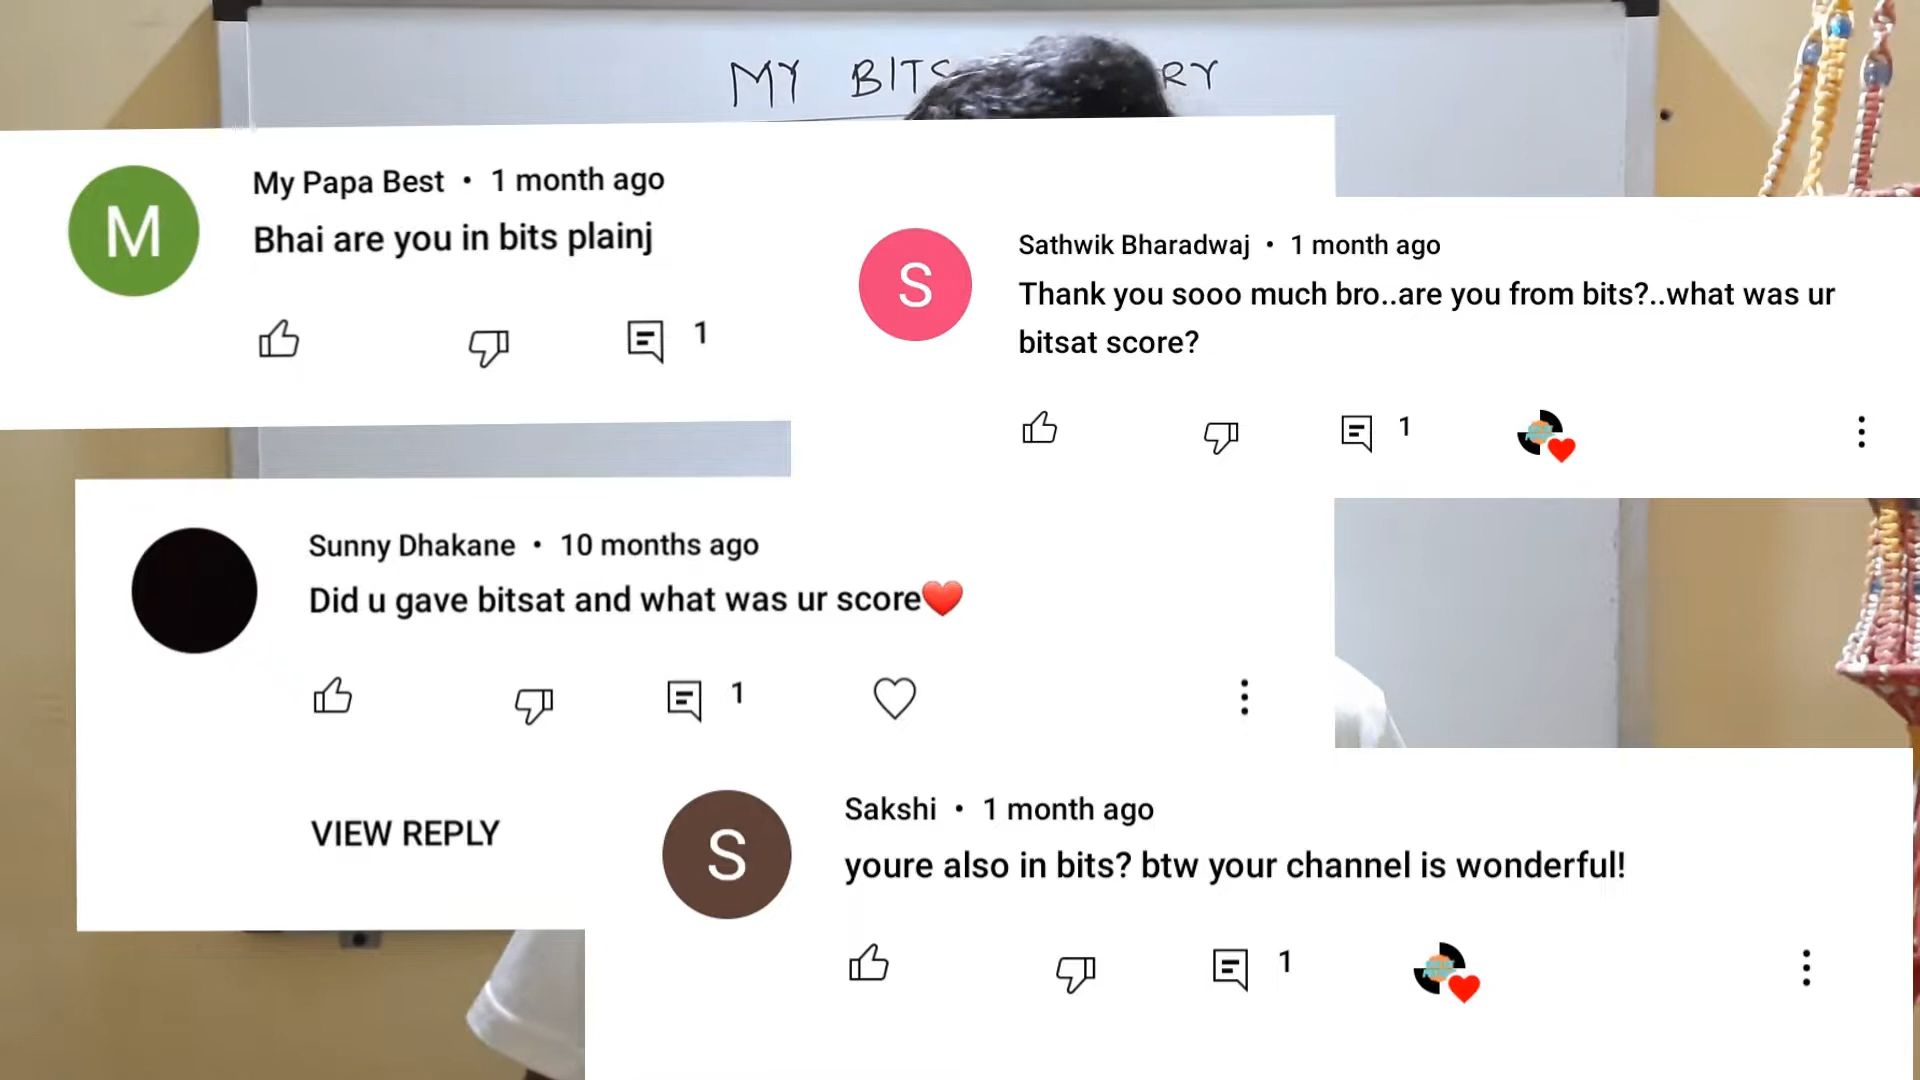 MY BITS RY
M
My Papa Best • 1 month ago
Bhai are you in bits plainj
1
S
Sathwik Bharadwaj • 1 month ago
Thank you sooo much bro..are you from bits?..what was ur
bitsat score?
1
Sunny Dhakane • 10 months ago
Did u gave bitsat and what was ur score❤️
1
VIEW REPLY
S
Sakshi • 1 month ago
youre also in bits? btw your channel is wonderful!
1